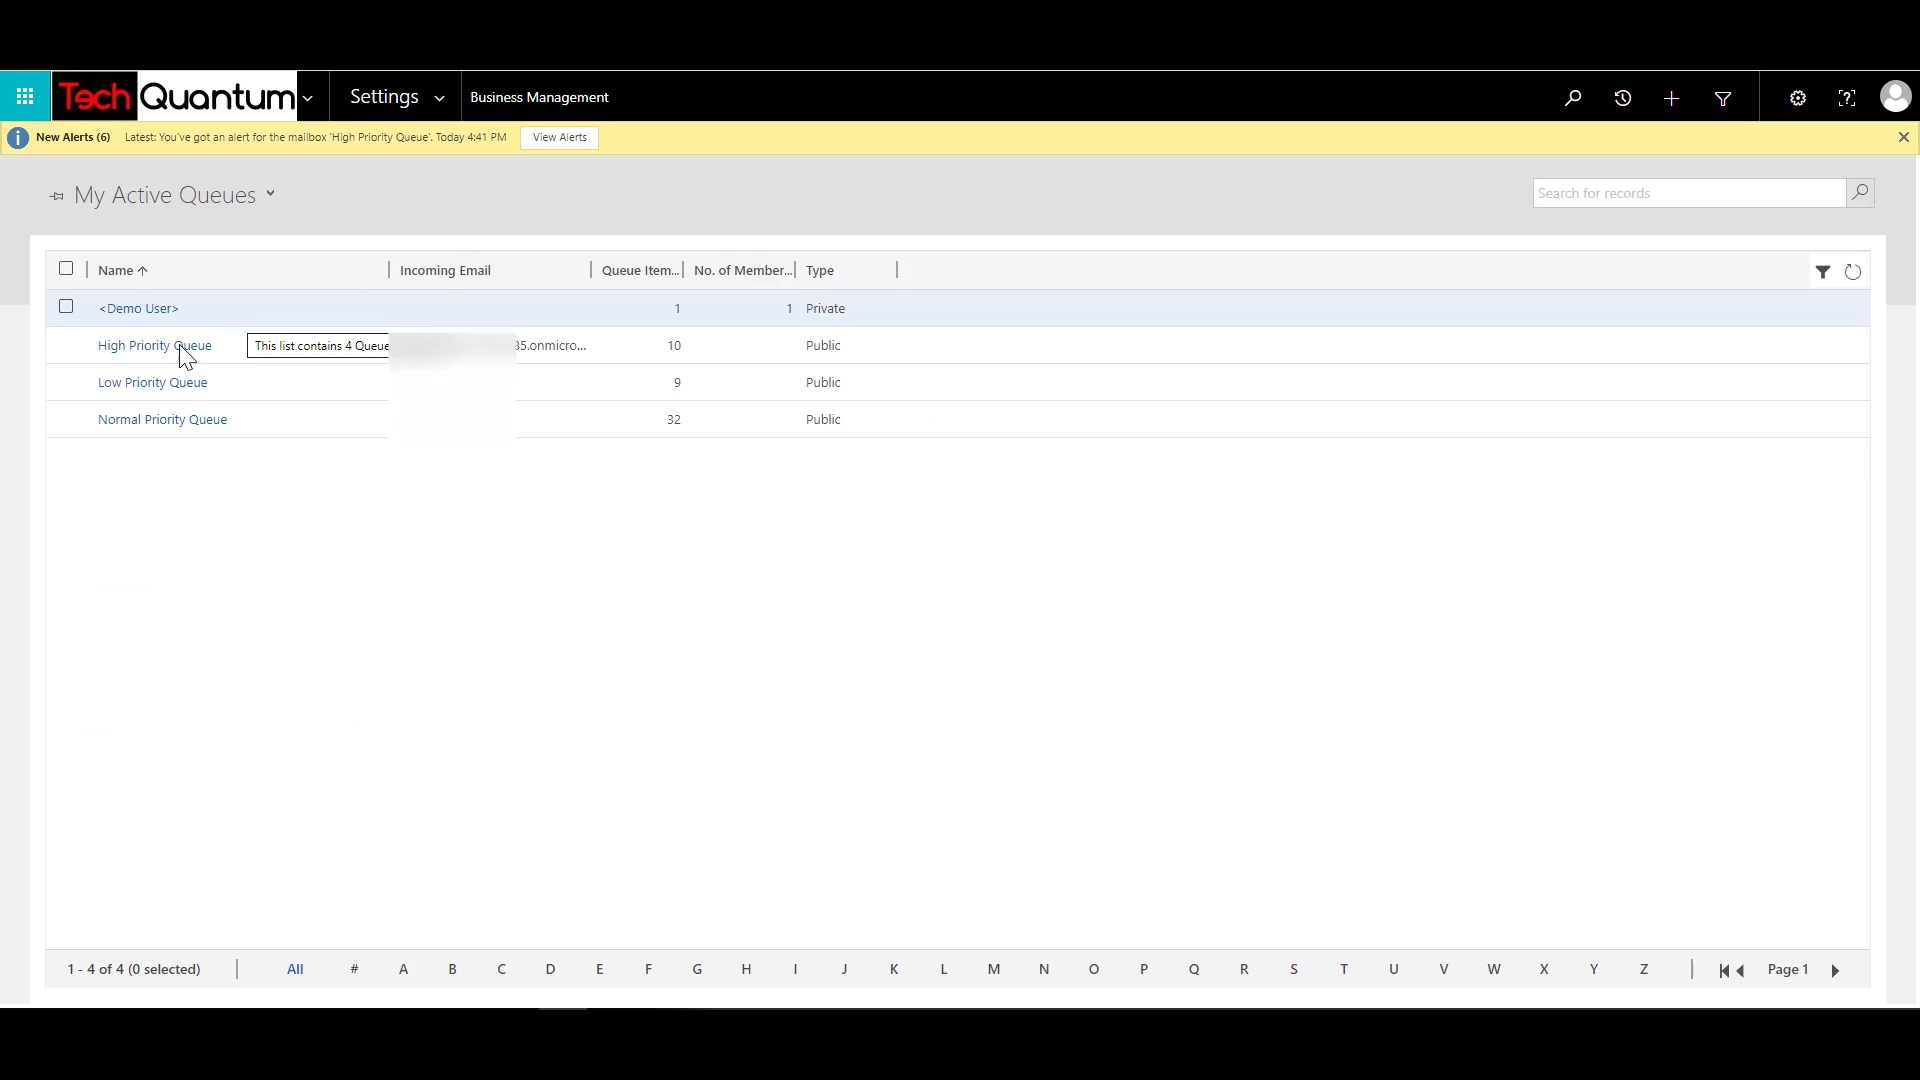 Tech Quantum Settings Business Management
New Alerts (6) Latest: You've got an alert for the mailbox 'High Priority Queue'. Today 4:41 PM View Alerts
My Active Queues
Search for records
Name Incoming Email Queue Item... No. of Member... Type
<Demo User> 1 1 Private
High Priority Queue This list contains 4 Queue 35.onmicro... 10 Public
Low Priority Queue 9 Public
Normal Priority Queue 32 Public
1 - 4 of 4 (0 selected) All # A B C D E F G H I J K L M N O P Q R S T U V W X Y Z Page 1